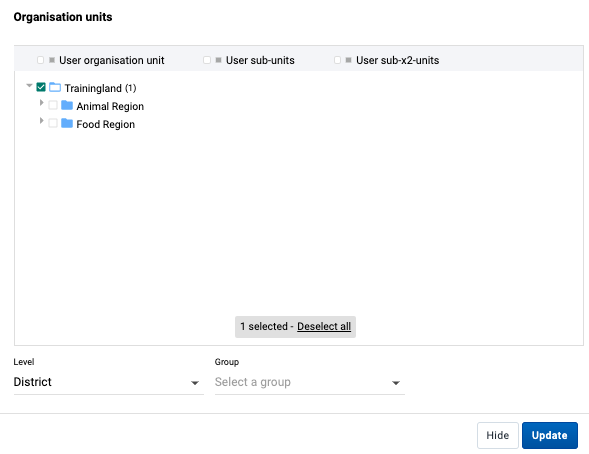 Organisation units
User organisation unit User sub-units User sub-x2-units
Trainingland (1)
Animal Region
Food Region
1 selected - Deselect all
Level Group
District Select a group
Hide Update